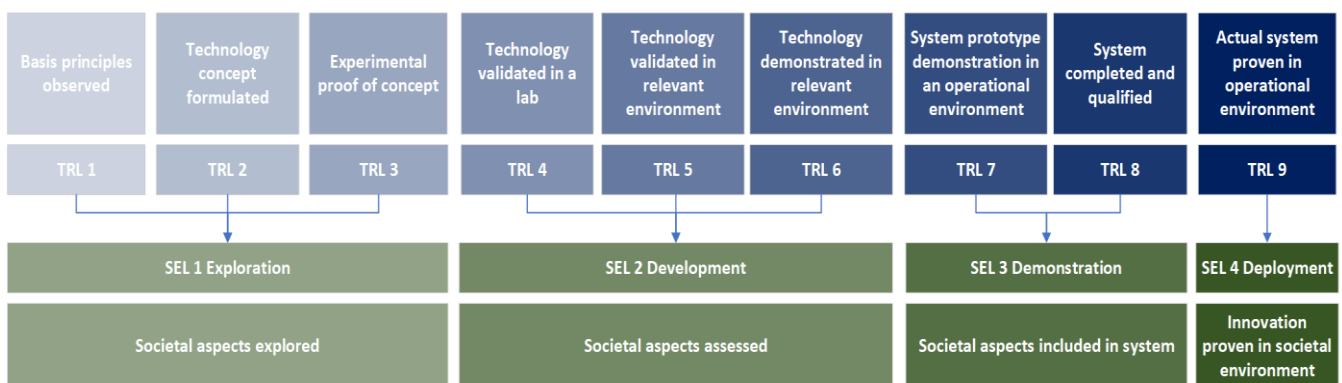 Basis principles
observed
Technology
concept
formulated
Experimental
proof of concept
Technology
validated in a
lab
Technology
validated in
relevant
environment
Technology
demonstrated in
relevant
environment
System prototype
demonstration in
an operational
environment
System
completed and
qualified
Actual system
proven in
operational
environment
TRL 1
TRL 2
TRL 3
TRL 4
TRL 5
TRL 6
TRL 7
TRL 8
TRL 9
SEL 1 Exploration
SEL 2 Development
SEL 3 Demonstration
SEL 4 Deployment
Societal aspects explored
Societal aspects assessed
Societal aspects included in system
Innovation
proven in societal
environment